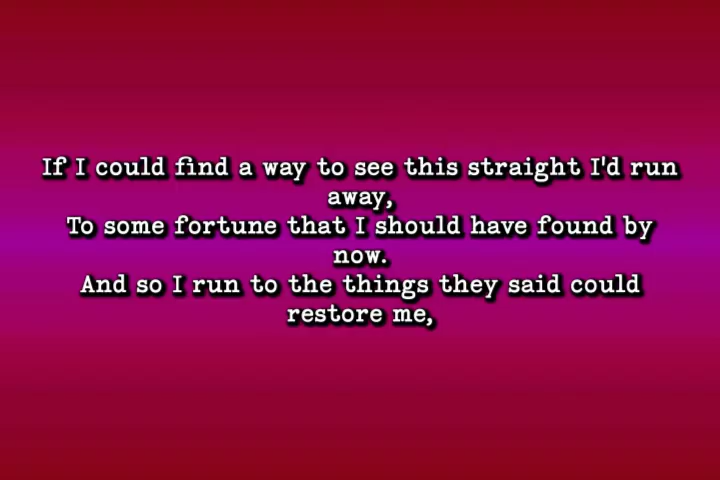 If I could find a way to see this straight I'd run
away,
To some fortune that I should have found by
now.
And so I run to the things they said could
restore me,